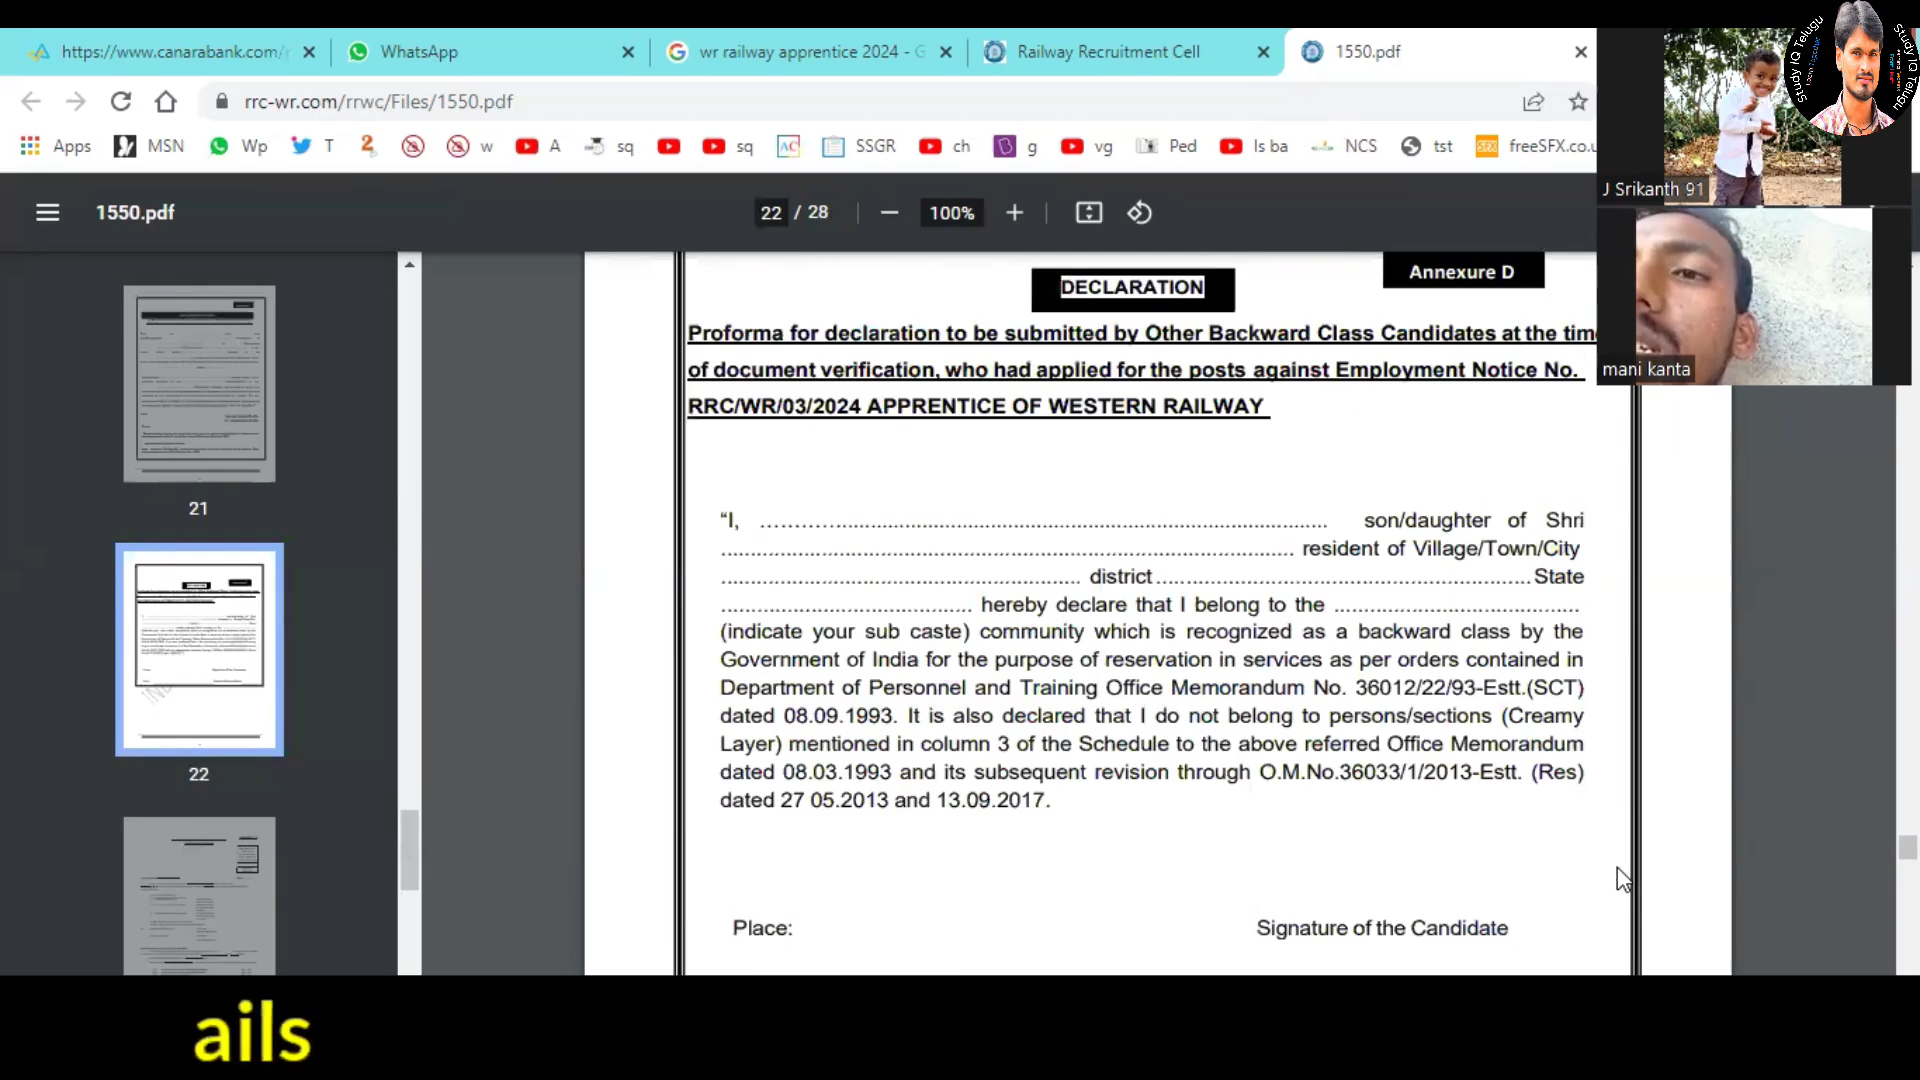 https://www.canarabank.com/
WhatsApp
wr railway apprentice 2024 - G
Railway Recruitment Cell
1550.pdf
rrc-wr.com/rrwc/Files/1550.pdf
Apps
MSN
Wp
T
w
A
sq
sq
AC
SSGR
ch
g
vg
Ped
ls ba
NCS
tst
SFX
freeSFX.co.u
Study IQ Telugu
Study IQ Telugu
J Srikanth 91
mani kanta
1550.pdf
22 / 28
100%
21
22
Annexure D
DECLARATION
Proforma for declaration to be submitted by Other Backward Class Candidates at the tim
of document verification, who had applied for the posts against Employment Notice No.
RRC/WR/03/2024 APPRENTICE OF WESTERN RAILWAY
“I, ................................................ son/daughter of Shri
................................................ resident of Village/Town/City
................................................ district................................................State
................................................ hereby declare that I belong to the ................................................
(indicate your sub caste) community which is recognized as a backward class by the
Government of India for the purpose of reservation in services as per orders contained in
Department of Personnel and Training Office Memorandum No. 36012/22/93-Estt.(SCT)
dated 08.09.1993. It is also declared that I do not belong to persons/sections (Creamy
Layer) mentioned in column 3 of the Schedule to the above referred Office Memorandum
dated 08.03.1993 and its subsequent revision through O.M.No.36033/1/2013-Estt. (Res)
dated 27 05.2013 and 13.09.2017.
Place:
Signature of the Candidate
ails